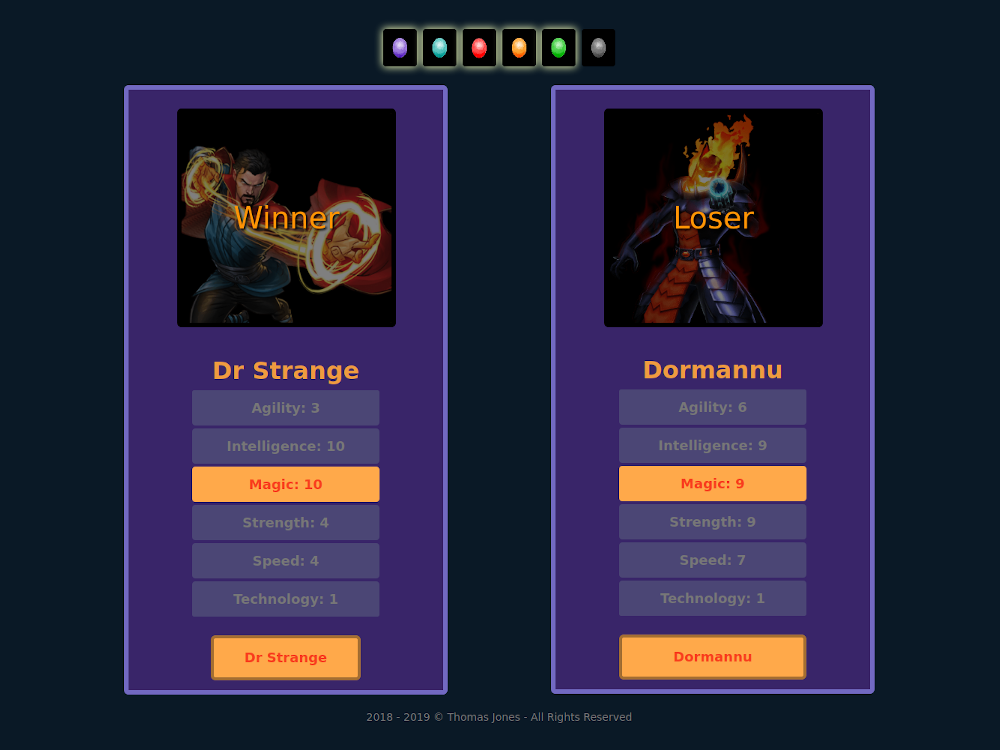 Winner
Dr Strange
Agility: 3
Intelligence: 10
Magic: 10
Strength: 4
Speed: 4
Technology: 1
Dr Strange
Loser
Dormannu
Agility: 6
Intelligence: 9
Magic: 9
Strength: 9
Speed: 7
Technology: 1
Dormannu
2018 - 2019 © Thomas Jones - All Rights Reserved